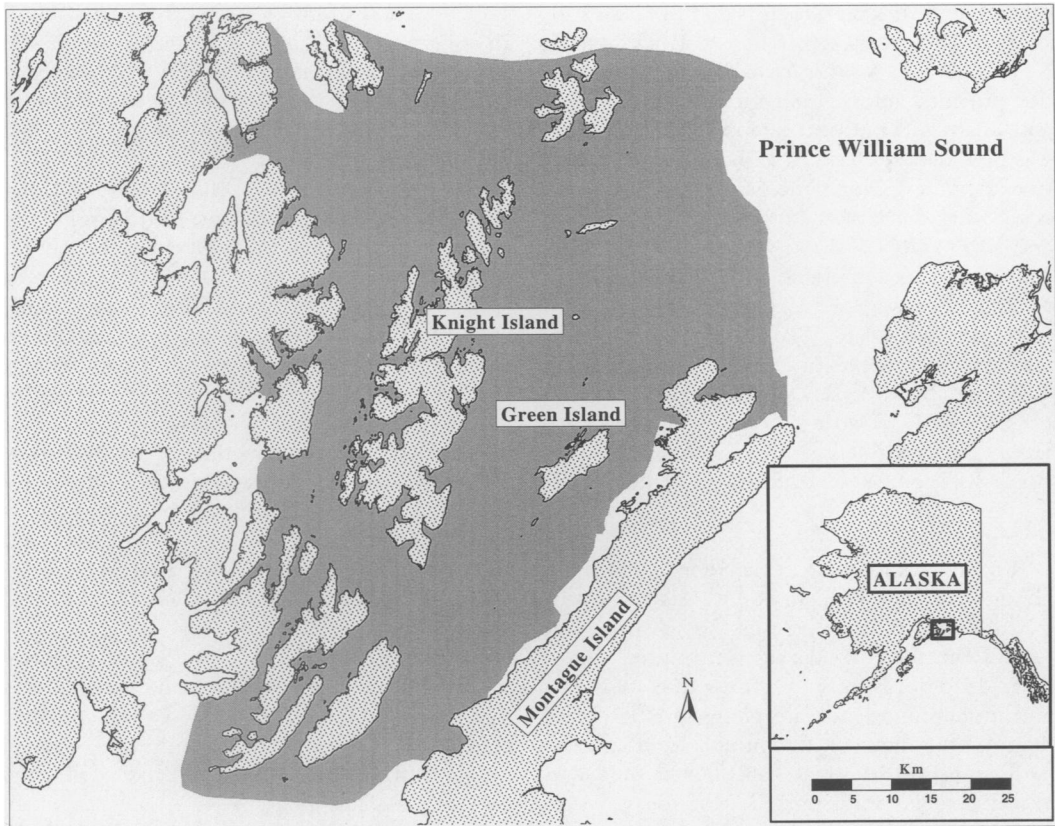 Prince William Sound
Knight Island
Green Island
Montague Island
N
ALASKA
Km
0 5 10 15 20 25